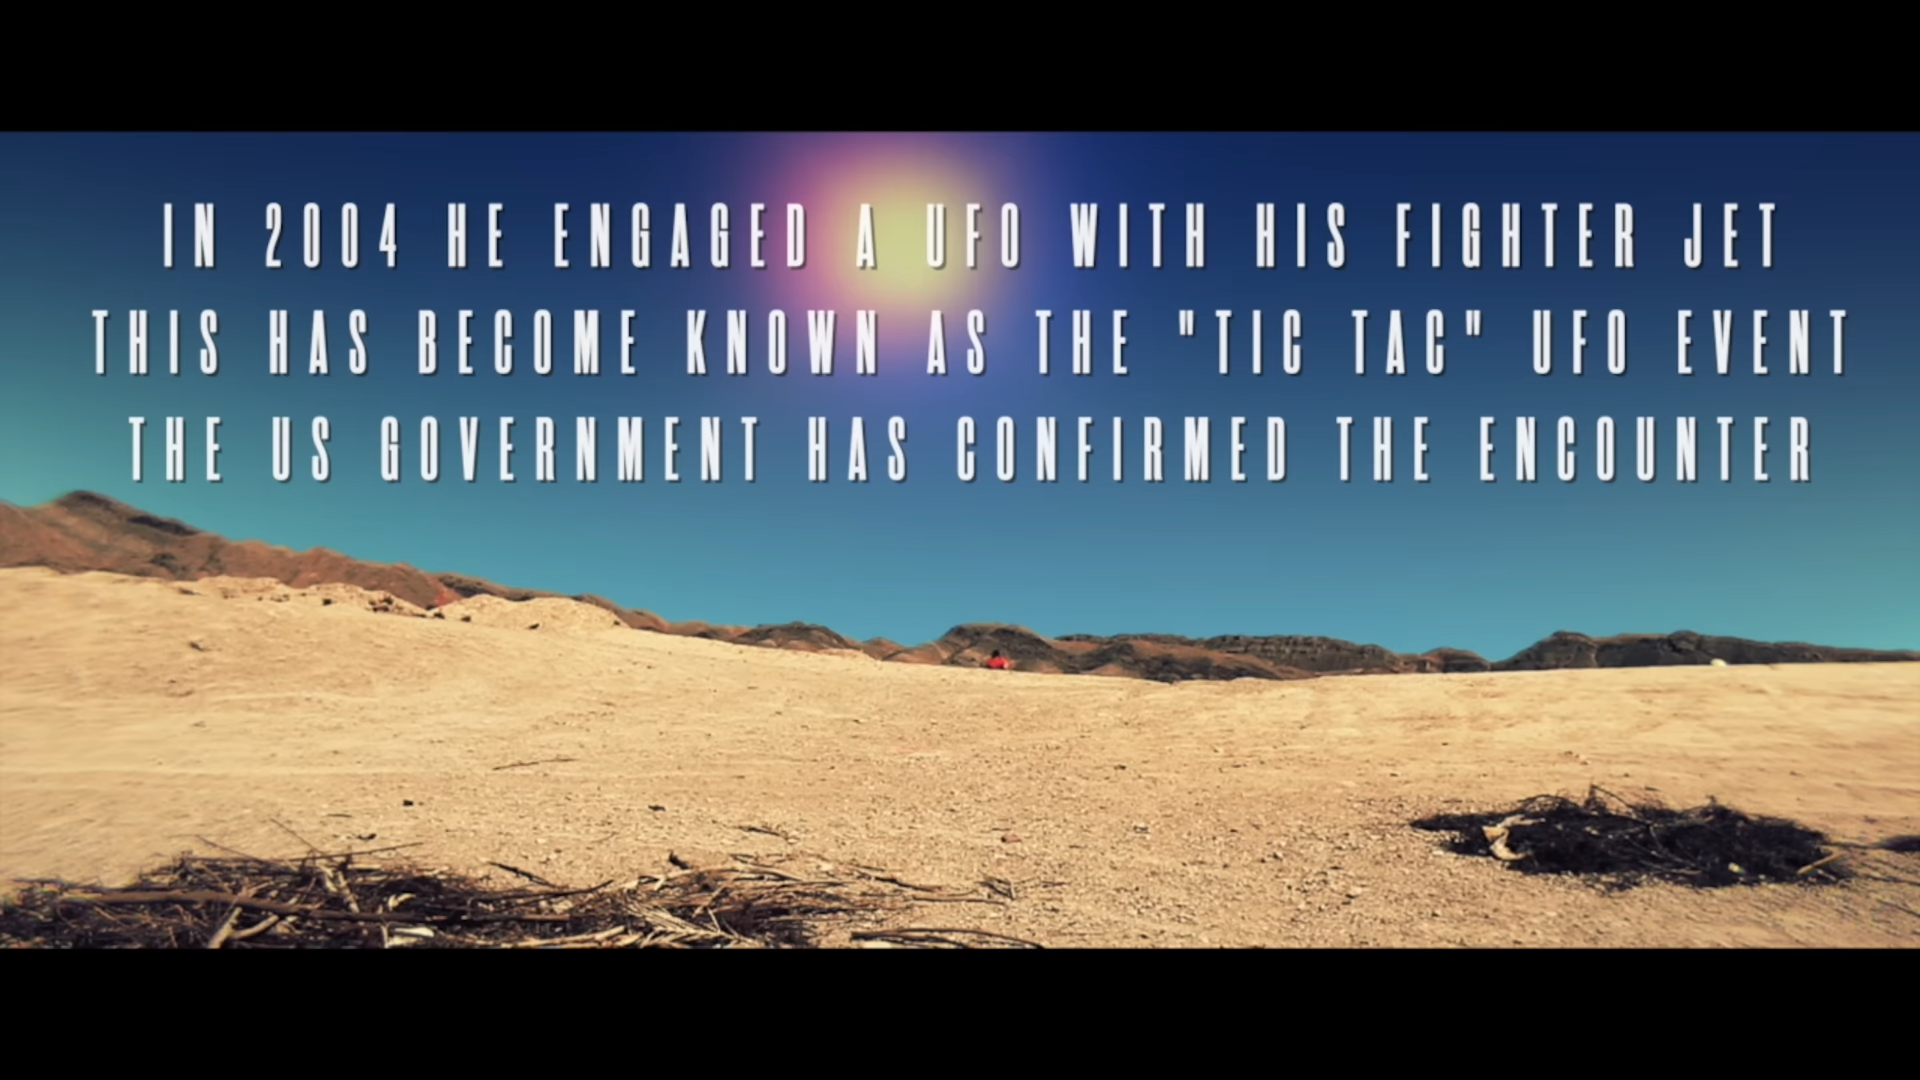 IN 2004 HE ENGAGED A UFO WITH HIS FIGHTER JET
THIS HAS BECOME KNOWN AS THE "TIC TAC" UFO EVENT
THE US GOVERNMENT HAS CONFIRMED THE ENCOUNTER